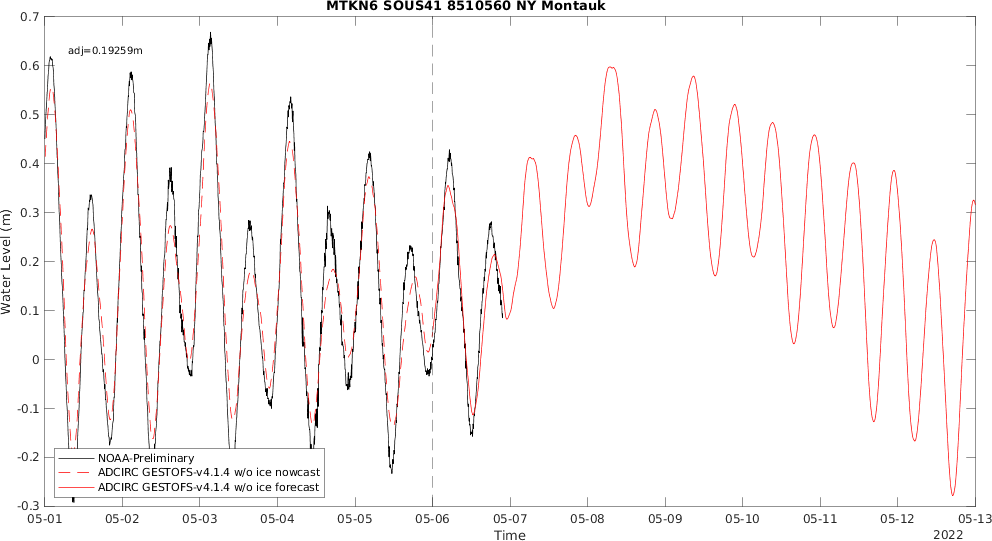 MTKN6 SOUS41 8510560 NY Montauk
0.7
adj=0.19259m
0.6
0.5
0.4
0.3
0.2
0.1
0
-0.1
-0.2
-0.3
Water Level (m)
NOAA-Preliminary
ADCIRC GESTOFS-v4.1.4 w/o ice nowcast
ADCIRC GESTOFS-v4.1.4 w/o ice forecast
05-01 05-02 05-03 05-04 05-05 05-06 05-07 05-08 05-09 05-10 05-11 05-12 05-13
Time
2022